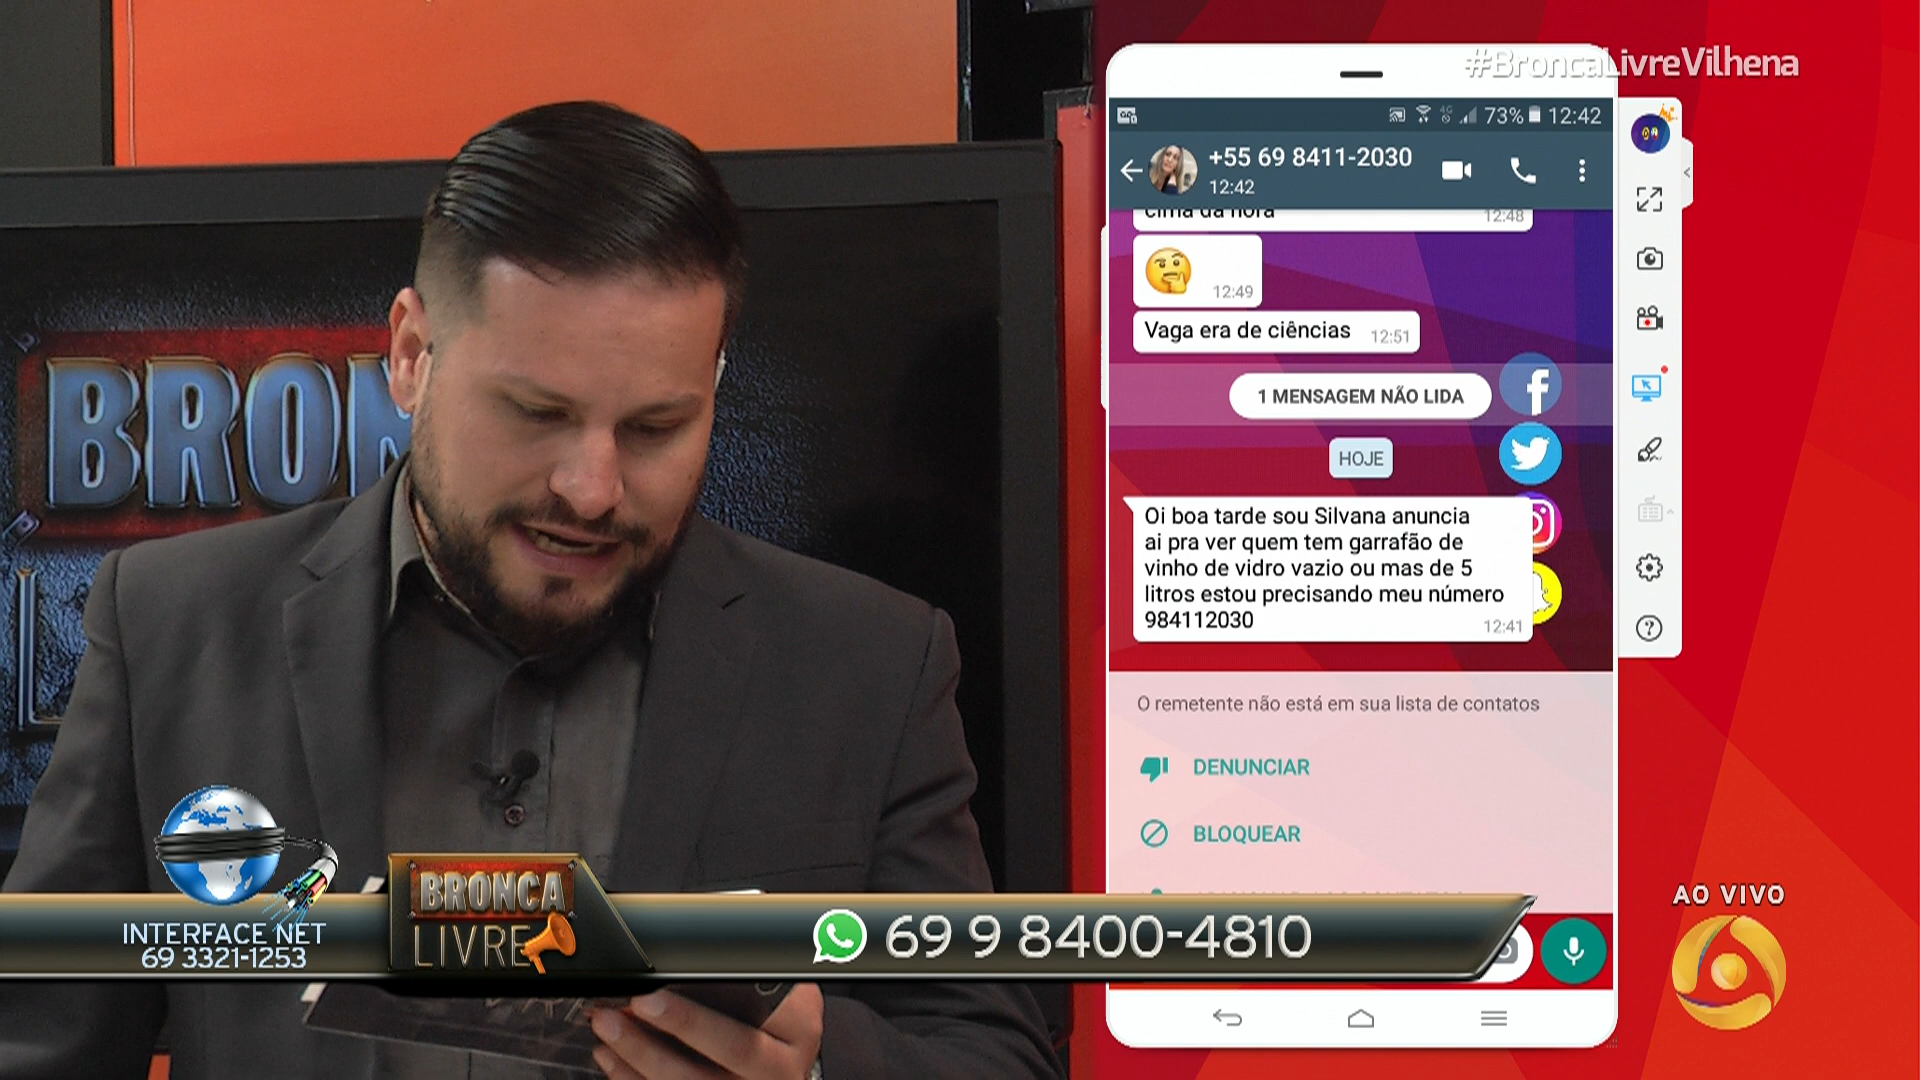 #BroncaLivreVilhena
73% 12:42
+55 69 8411-2030
12:42
cima da hora 12:48
12:49
Vaga era de ciências 12:51
1 MENSAGEM NÃO LIDA
HOJE
Oi boa tarde sou Silvana anuncia
ai pra ver quem tem garrafão de
vinho de vidro vazio ou mas de 5
litros estou precisando meu número
984112030
12:41
O remetente não está em sua lista de contatos
DENUNCIAR
BLOQUEAR
BRON
AO VIVO
INTERFACE NET
69 3321-1253
BRONCA
LIVRE
69 9 8400-4810